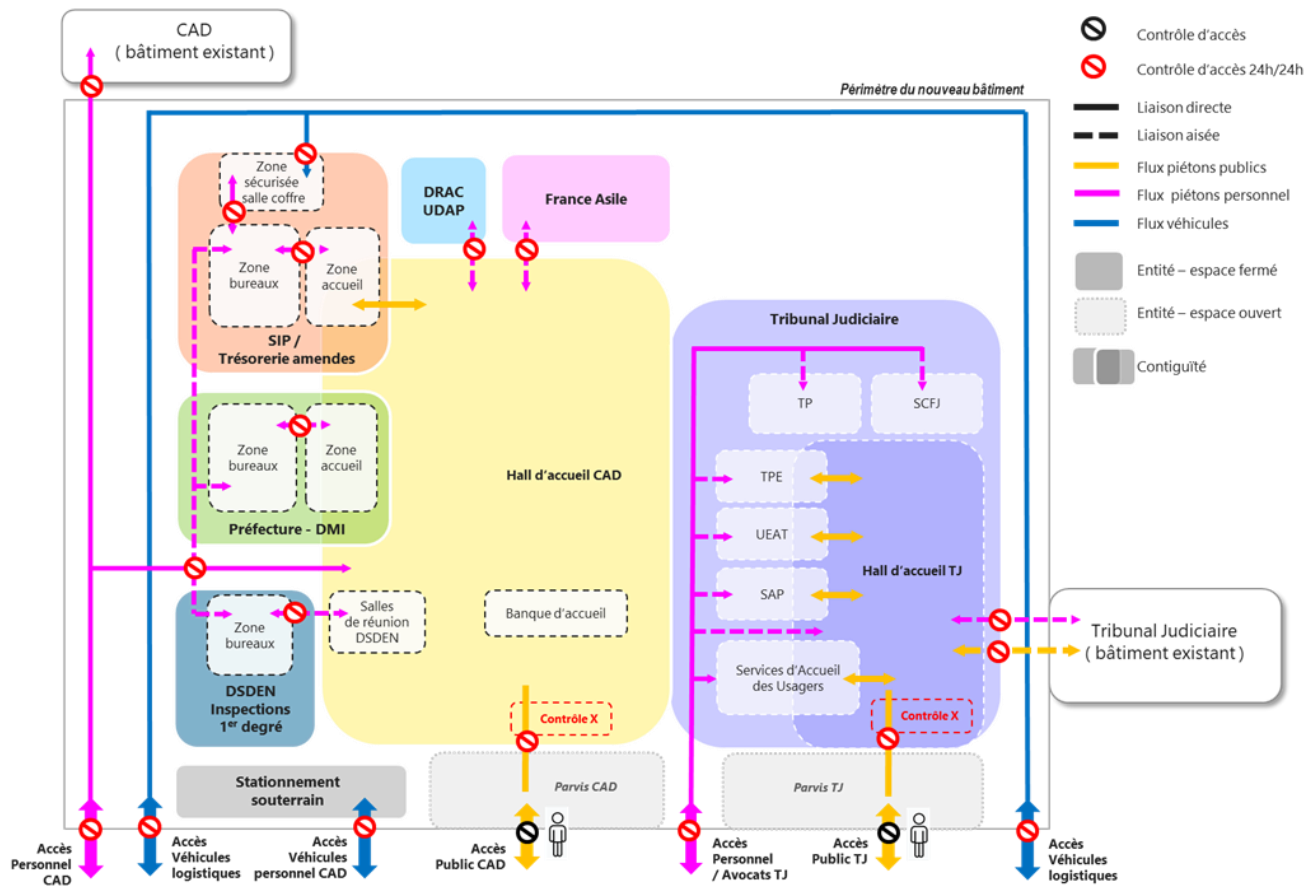 CAD
( bâtiment existant )
Contrôle d'accès
Contrôle d'accès 24h/24h
Périmètre du nouveau bâtiment
Liaison directe
Liaison aisée
Flux piétons publics
Flux piétons personnel
Flux véhicules
Entité – espace fermé
Entité – espace ouvert
Contiguïté
Zone
sécurisée
salle coffre
Zone
bureaux
Zone
accueil
SIP /
Trésorerie amendes
DRAC
UDAP
France Asile
Zone
bureaux
Zone
accueil
Préfecture - DMI
Hall d'accueil CAD
Zone
bureaux
DSDEN
Inspections
1er degré
Salles
de réunion
DSDEN
Banque d'accueil
Contrôle X
Tribunal Judiciaire
TP
SCFJ
TPE
UEAT
SAP
Services d'Accueil
des Usagers
Hall d'accueil TJ
Contrôle X
Tribunal Judiciaire
( bâtiment existant )
Stationnement
souterrain
Parvis CAD
Parvis TJ
Accès
Personnel
CAD
Accès
Véhicules
logistiques
Accès
Véhicules
personnel CAD
Accès
Public CAD
Accès
Personnel
/ Avocats TJ
Accès
Public TJ
Accès
Véhicules
logistiques